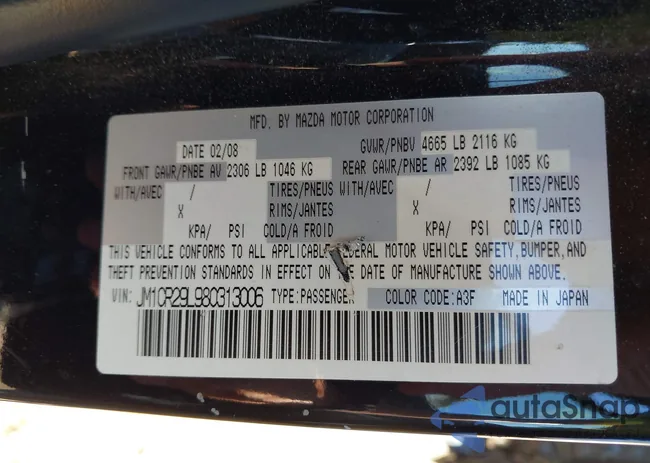 MFD. BY MAZDA MOTOR CORPORATION
DATE 02/08 GVWR/PNBV 4665 LB 2116 KG
FRONT GAWR/PNBE AV 2306 LB 1046 KG REAR GAWR/PNBE AR 2392 LB 1085 KG
WITH/AVEC / TIRES/PNEUS WITH/AVEC / TIRES/PNEUS
X RIMS/JANTES X RIMS/JANTES
KPA/ PSI COLD/A FROID KPA/ PSI COLD/A FROID
THIS VEHICLE CONFORMS TO ALL APPLICABLE FEDERAL MOTOR VEHICLE SAFETY, BUMPER, AND
THEFT PREVENTION STANDARDS IN EFFECT ON THE DATE OF MANUFACTURE SHOWN ABOVE.
VIN: JM1CR29L980313006 TYPE: PASSENGER COLOR CODE: A3F MADE IN JAPAN
autoSnap